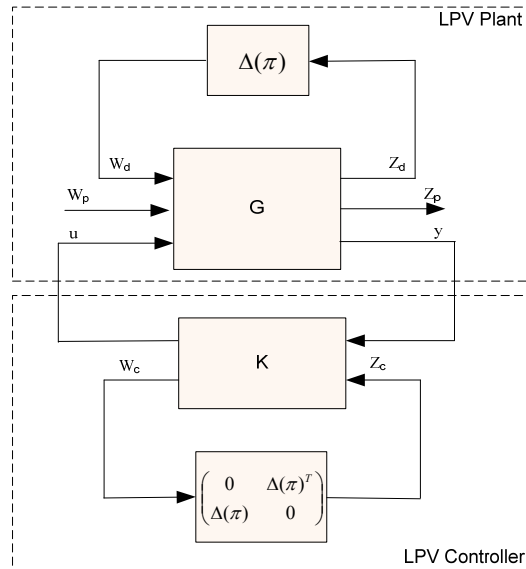 LPV Plant
Δ(π)
W_d
Z_d
W_p
G
Z_p
u
y
K
W_c
Z_c
( 0 Δ(π)^T
Δ(π) 0 )
LPV Controller